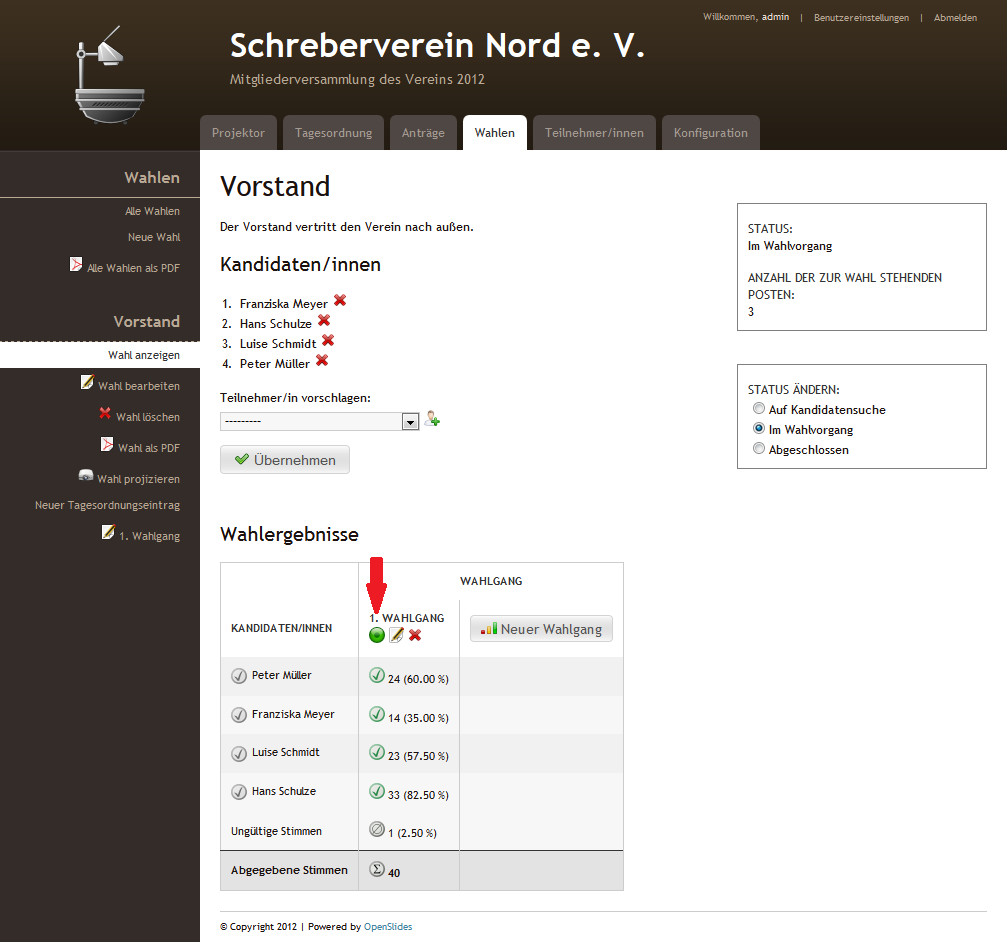 Willkommen, admin | Benutzereinstellungen | Abmelden
Schreberverein Nord e. V.
Mitgliederversammlung des Vereins 2012
Projektor
Tagesordnung
Anträge
Wahlen
Teilnehmer/innen
Konfiguration
Wahlen
Alle Wahlen
Neue Wahl
Alle Wahlen als PDF
Vorstand
Wahl anzeigen
Wahl bearbeiten
Wahl löschen
Wahl als PDF
Wahl projizieren
Neuer Tagesordnungseintrag
1. Wahlgang
Vorstand
Der Vorstand vertritt den Verein nach außen.
Kandidaten/innen
1. Franziska Meyer
2. Hans Schulze
3. Luise Schmidt
4. Peter Müller
Teilnehmer/in vorschlagen:
---------
Übernehmen
STATUS:
Im Wahlvorgang
ANZAHL DER ZUR WAHL STEHENDEN
POSTEN:
3
STATUS ÄNDERN:
Auf Kandidatensuche
Im Wahlvorgang
Abgeschlossen
Wahlergebnisse
WAHLGANG
KANDIDATEN/INNEN
1. WAHLGANG
Neuer Wahlgang
Peter Müller 24 (60.00 %)
Franziska Meyer 14 (35.00 %)
Luise Schmidt 23 (57.50 %)
Hans Schulze 33 (82.50 %)
Ungültige Stimmen 1 (2.50 %)
Abgegebene Stimmen 40
© Copyright 2012 | Powered by OpenSlides